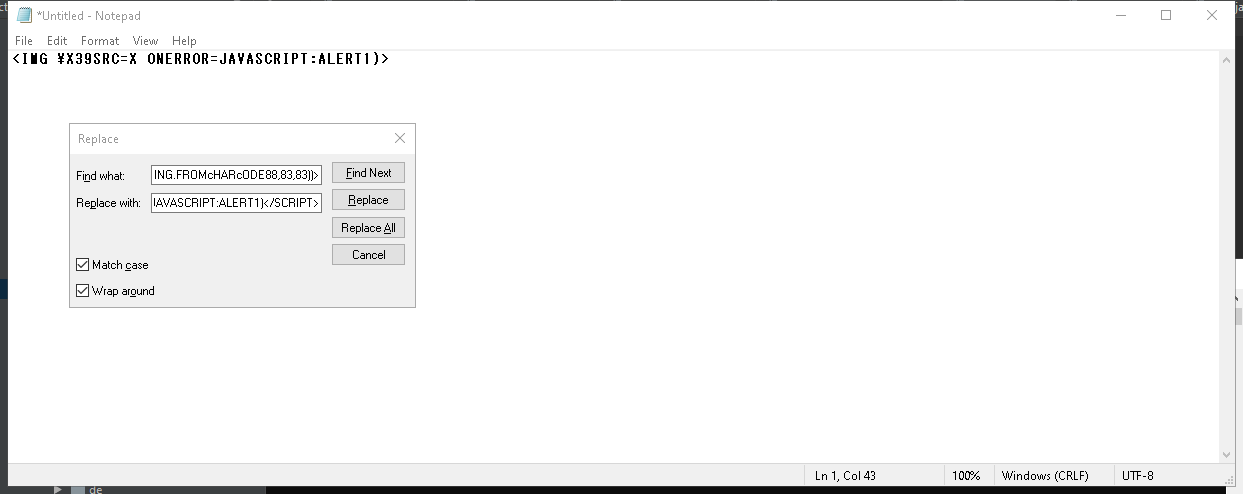 *Untitled - Notepad
File Edit Format View Help
<IMG ¥X39SRC=X ONERROR=JAVASCRIPT:ALERT1)>
Replace
Find what: ING.FROMcHARcODE88,83,83))>
Find Next
Replace with: IAVASCRIPT:ALERT1)</SCRIPT>
Replace
Replace All
Cancel
Match case
Wrap around
Ln 1, Col 43
100%
Windows (CRLF)
UTF-8
de